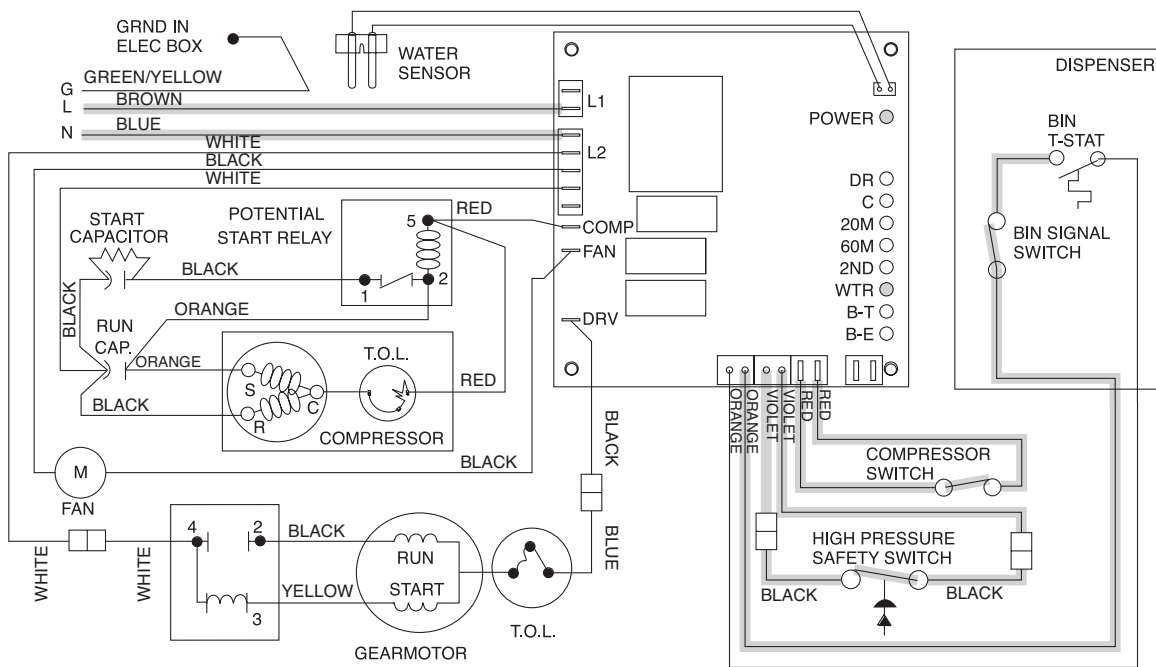 GRND IN
ELEC BOX
WATER
SENSOR
DISPENSER
G
GREEN/YELLOW
L
BROWN
L1
N
BLUE
L2
WHITE
BLACK
WHITE
POWER
BIN
T-STAT
DR
C
20M
60M
2ND
WTR
B-T
B-E
BIN SIGNAL
SWITCH
START
CAPACITOR
POTENTIAL
START RELAY
5
RED
COMP
FAN
BLACK
1
2
BLACK
ORANGE
DRV
RUN
CAP.
ORANGE
T.O.L.
S
C
R
RED
BLACK
COMPRESSOR
ORANGE
ORANGE
VIOLET
VIOLET
RED
RED
M
FAN
BLACK
BLACK
COMPRESSOR
SWITCH
4
2
BLACK
RUN
BLUE
HIGH PRESSURE
SAFETY SWITCH
WHITE
WHITE
YELLOW
START
3
BLACK
BLACK
GEARMOTOR
T.O.L.